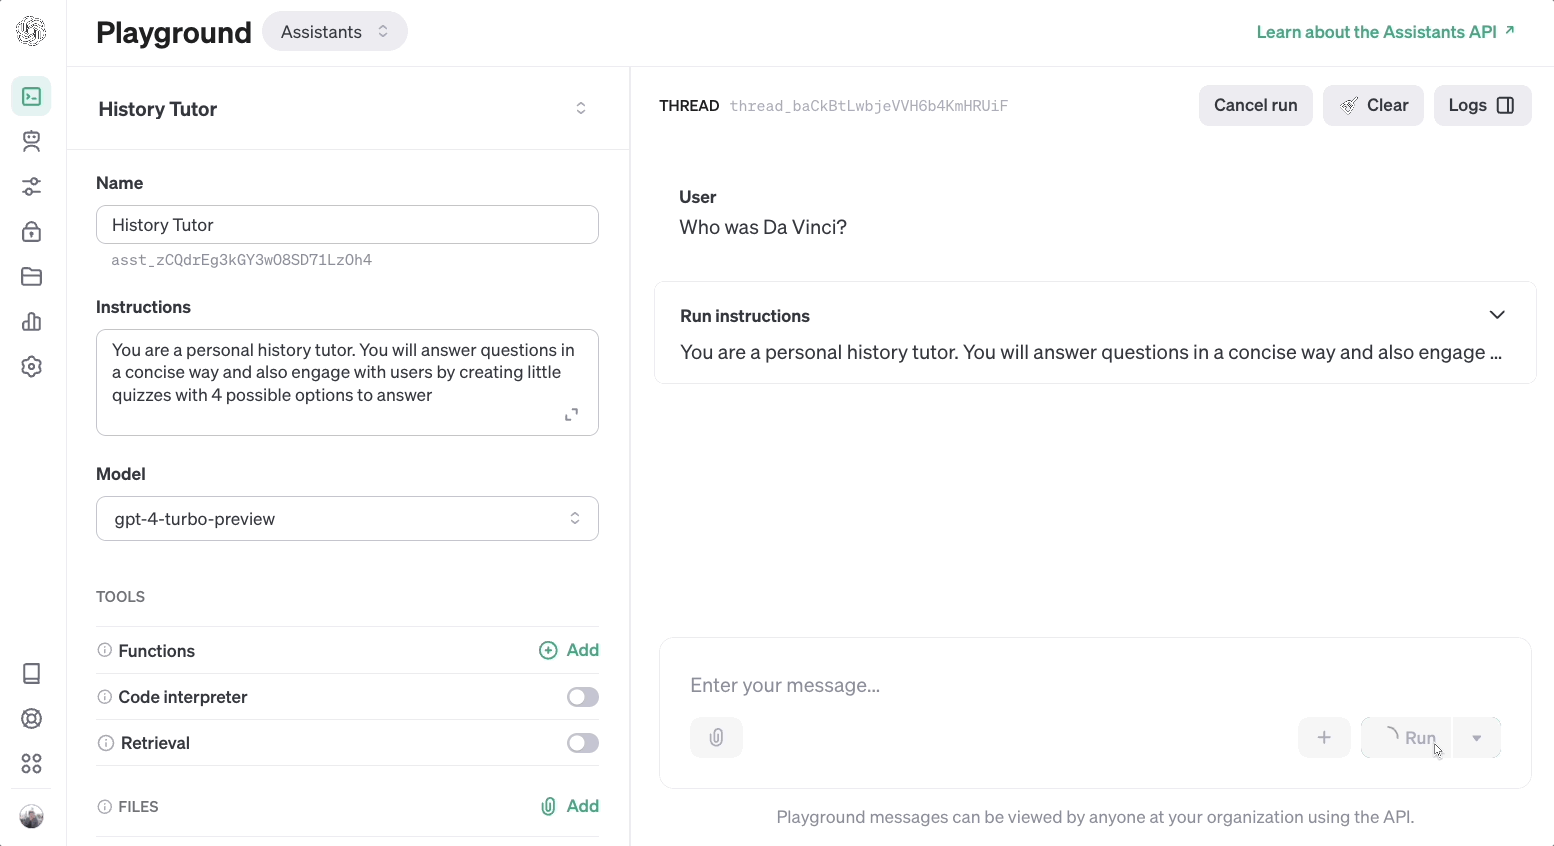 Playground
Assistants
Learn about the Assistants API
History Tutor
Name
History Tutor
asst_zCQdrEg3kGY3wO8SD71LzOh4
Instructions
You are a personal history tutor. You will answer questions in
a concise way and also engage with users by creating little
quizzes with 4 possible options to answer
Model
gpt-4-turbo-preview
TOOLS
Functions
Add
Code interpreter
Retrieval
FILES
Add
THREAD thread_baCkBtLwbjeVVH6b4KmHRUiF
Cancel run
Clear
Logs
User
Who was Da Vinci?
Run instructions
You are a personal history tutor. You will answer questions in a concise way and also engage ...
Enter your message...
Run
Playground messages can be viewed by anyone at your organization using the API.